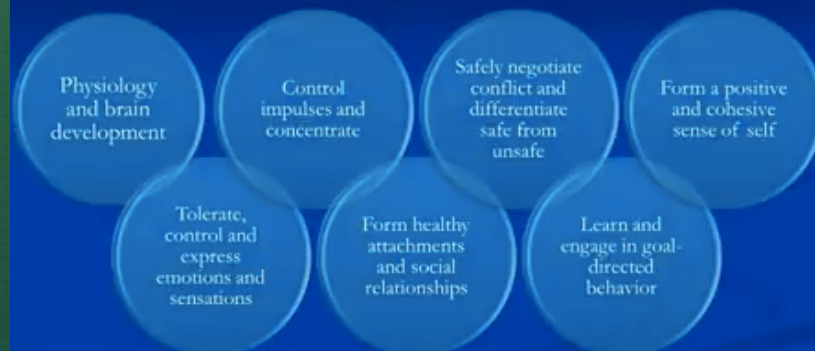 Physiology
and brain
development
Control
impulses and
concentrate
Safely negotiate
conflict and
differentiate
safe from
unsafe
Form a positive
and cohesive
sense of self
Tolerate,
control and
express
emotions and
sensations
Form healthy
attachments
and social
relationships
Learn and
engage in goal-
directed
behavior